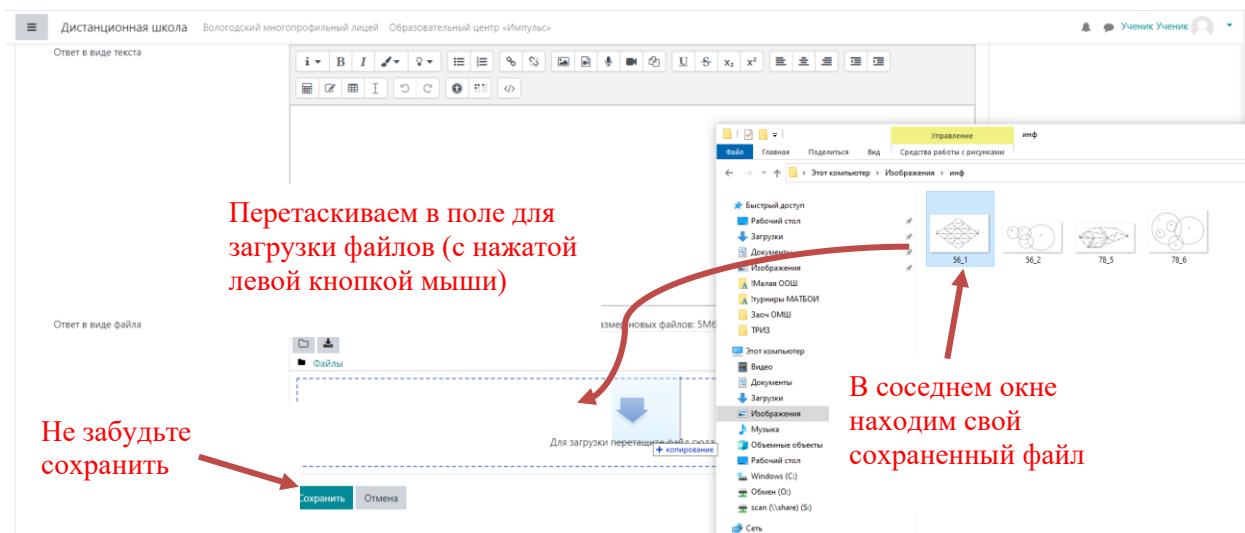 Дистанционная школа Вологодский многопрофильный лицей Образовательный центр «Импульс» Ученик Ученик
Ответ в виде текста
Перетаскиваем в поле для
загрузки файлов (с нажатой
левой кнопкой мыши)
Ответ в виде файла
новых файлов: 5Мб
Файлы
Для загрузки перетащите файл сюда
+ копирование
Не забудьте
сохранить
Сохранить Отмена
Управление инф
Файл Главная Поделиться Вид Средства работы с рисунками
Этот компьютер › Изображения › инф
Быстрый доступ
Рабочий стол
Загрузки
Документы
Изображения
!Малая ООШ
!турниры МАТБОИ
Заоч ОМШ
ТРИЗ
Этот компьютер
Видео
Документы
Загрузки
Изображения
Музыка
Объемные объекты
Рабочий стол
Windows (C:)
Обмен (O:)
scan (\\share) (S:)
Сеть
56_1 56_2 78_5 78_6
В соседнем окне
находим свой
сохраненный файл